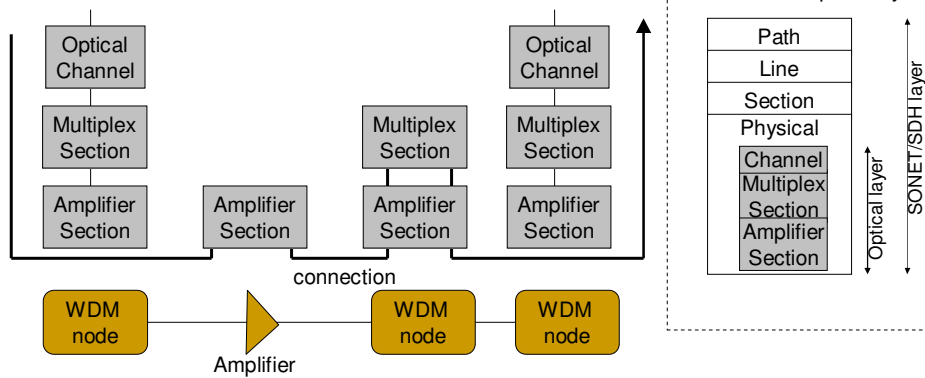 Optical
Channel
Optical
Channel
Multiplex
Section
Multiplex
Section
Multiplex
Section
Amplifier
Section
Amplifier
Section
Amplifier
Section
Amplifier
Section
connection
WDM
node
WDM
node
WDM
node
Amplifier
Path
Line
Section
Physical
Channel
Multiplex
Section
Amplifier
Section
Optical layer
SONET/SDH layer